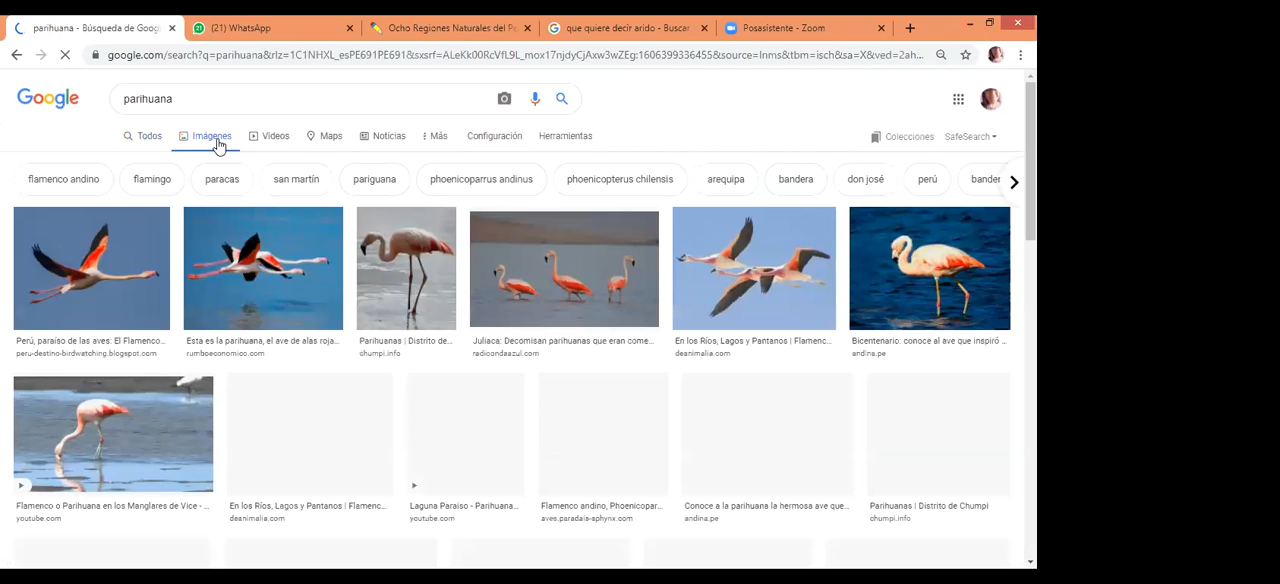 parihuana - Búsqueda de Goog
(21) WhatsApp
Ocho Regiones Naturales del Pe
que quiere decir arido - Buscar
Posasistente - Zoom
google.com/search?q=parihuana&rlz=1C1NHXL_esPE691PE691&sxsrf=ALeKk00RcVfL9L_mox17njdyCjAxw3wZEg:1606399336455&source=lnms&tbm=isch&sa=X&ved=2ah...
Google
parihuana
Todos
Imágenes
Vídeos
Maps
Noticias
Más
Configuración
Herramientas
Colecciones
SafeSearch
flamenco andino
flamingo
paracas
san martín
pariguana
phoenicoparrus andinus
phoenicopterus chilensis
arequipa
bandera
don josé
perú
Perú, paraíso de las aves: El Flamenco...
peru-destino-birdwatching.blogspot.com
Esta es la parihuana, el ave de alas roja...
rumboeconomico.com
Parihuanas | Distrito de...
chumpi.info
Juliaca: Decomisan parihuanas que eran come...
radioondaazul.com
En los Ríos, Lagos y Pantanos | Flamenc...
deanimalia.com
Bicentenario: conoce al ave que inspiró ...
andina.pe
Flamenco o Parihuana en los Manglares de Vice - ...
youtube.com
En los Ríos, Lagos y Pantanos | Flamenc...
deanimalia.com
Laguna Paraiso - Parihuana...
youtube.com
Flamenco andino, Phoenicopar...
aves.paradais-sphynx.com
Conoce a la parihuana la hermosa ave que...
andina.pe
Parihuanas | Distrito de Chumpi
chumpi.info